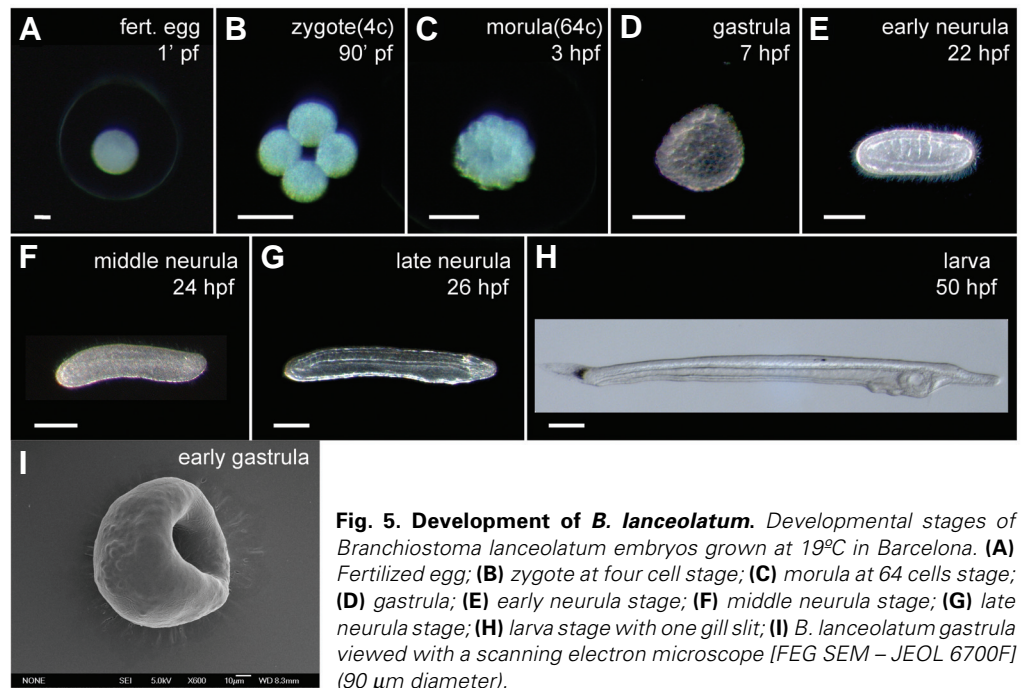 A
fert. egg
1’ pf
B
zygote(4c)
90’ pf
C
morula(64c)
3 hpf
D
gastrula
7 hpf
E
early neurula
22 hpf
F
middle neurula
24 hpf
G
late neurula
26 hpf
H
larva
50 hpf
I
early gastrula
NONE SEI 5.0kV X600 10μm WD 8.3mm
Fig. 5. Development of B. lanceolatum. Developmental stages of
Branchiostoma lanceolatum embryos grown at 19ºC in Barcelona. (A)
Fertilized egg; (B) zygote at four cell stage; (C) morula at 64 cells stage;
(D) gastrula; (E) early neurula stage; (F) middle neurula stage; (G) late
neurula stage; (H) larva stage with one gill slit; (I) B. lanceolatum gastrula
viewed with a scanning electron microscope [FEG SEM – JEOL 6700F]
(90 μm diameter).